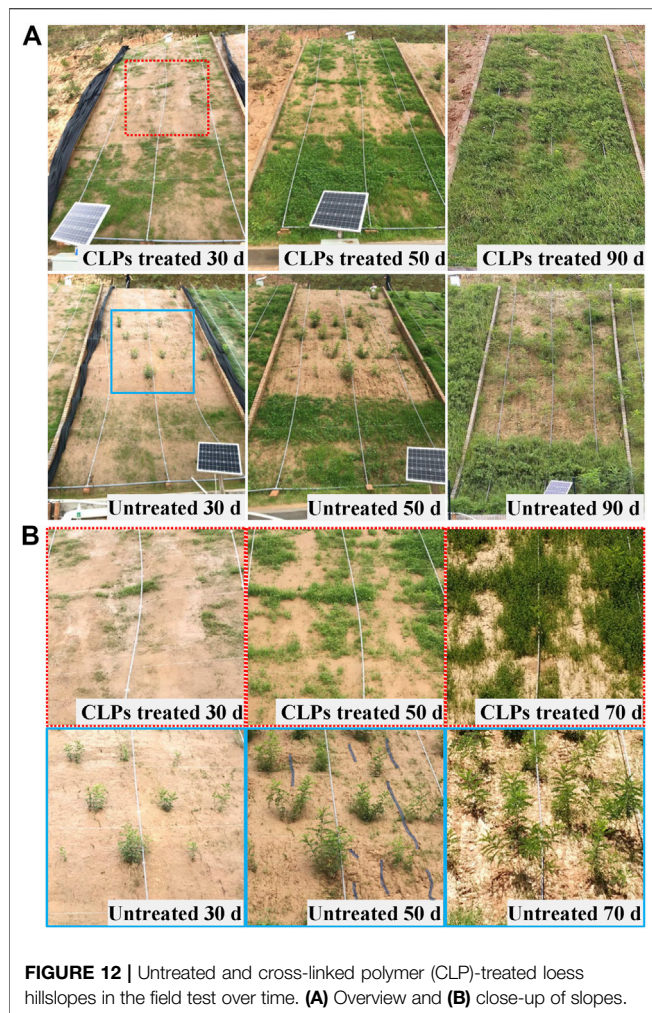 A
CLPs treated 30 d
CLPs treated 50 d
CLPs treated 90 d
Untreated 30 d
Untreated 50 d
Untreated 90 d
B
CLPs treated 30 d
CLPs treated 50 d
CLPs treated 70 d
Untreated 30 d
Untreated 50 d
Untreated 70 d
FIGURE 12 | Untreated and cross-linked polymer (CLP)-treated loess
hillslopes in the field test over time. (A) Overview and (B) close-up of slopes.